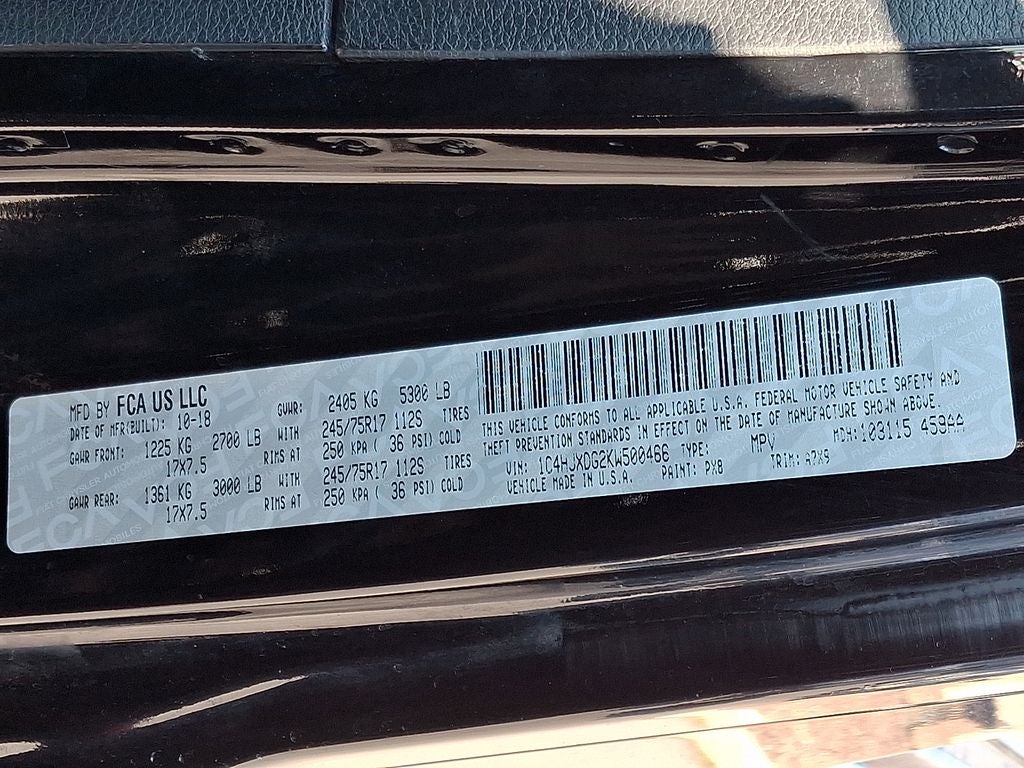 MFD BY FCA US LLC
DATE OF MFR(BUILT): 10-18 GVWR: 2405 KG 5300 LB
GAWR FRONT: 1225 KG 2700 LB WITH 245/75R17 112S TIRES
17X7.5 RIMS AT 250 KPA ( 36 PSI) COLD
GAWR REAR: 1361 KG 3000 LB WITH 245/75R17 112S TIRES
17X7.5 RIMS AT 250 KPA ( 36 PSI) COLD
THIS VEHICLE CONFORMS TO ALL APPLICABLE U.S.A. FEDERAL MOTOR VEHICLE SAFETY AND
THEFT PREVENTION STANDARDS IN EFFECT ON THE DATE OF MANUFACTURE SHOWN ABOVE.
VIN: 1C4HJXDG2KW500466 TYPE: MPV MDH: 103115 459AA
VEHICLE MADE IN U.S.A. PAINT: PX8 TRIM: A7X9